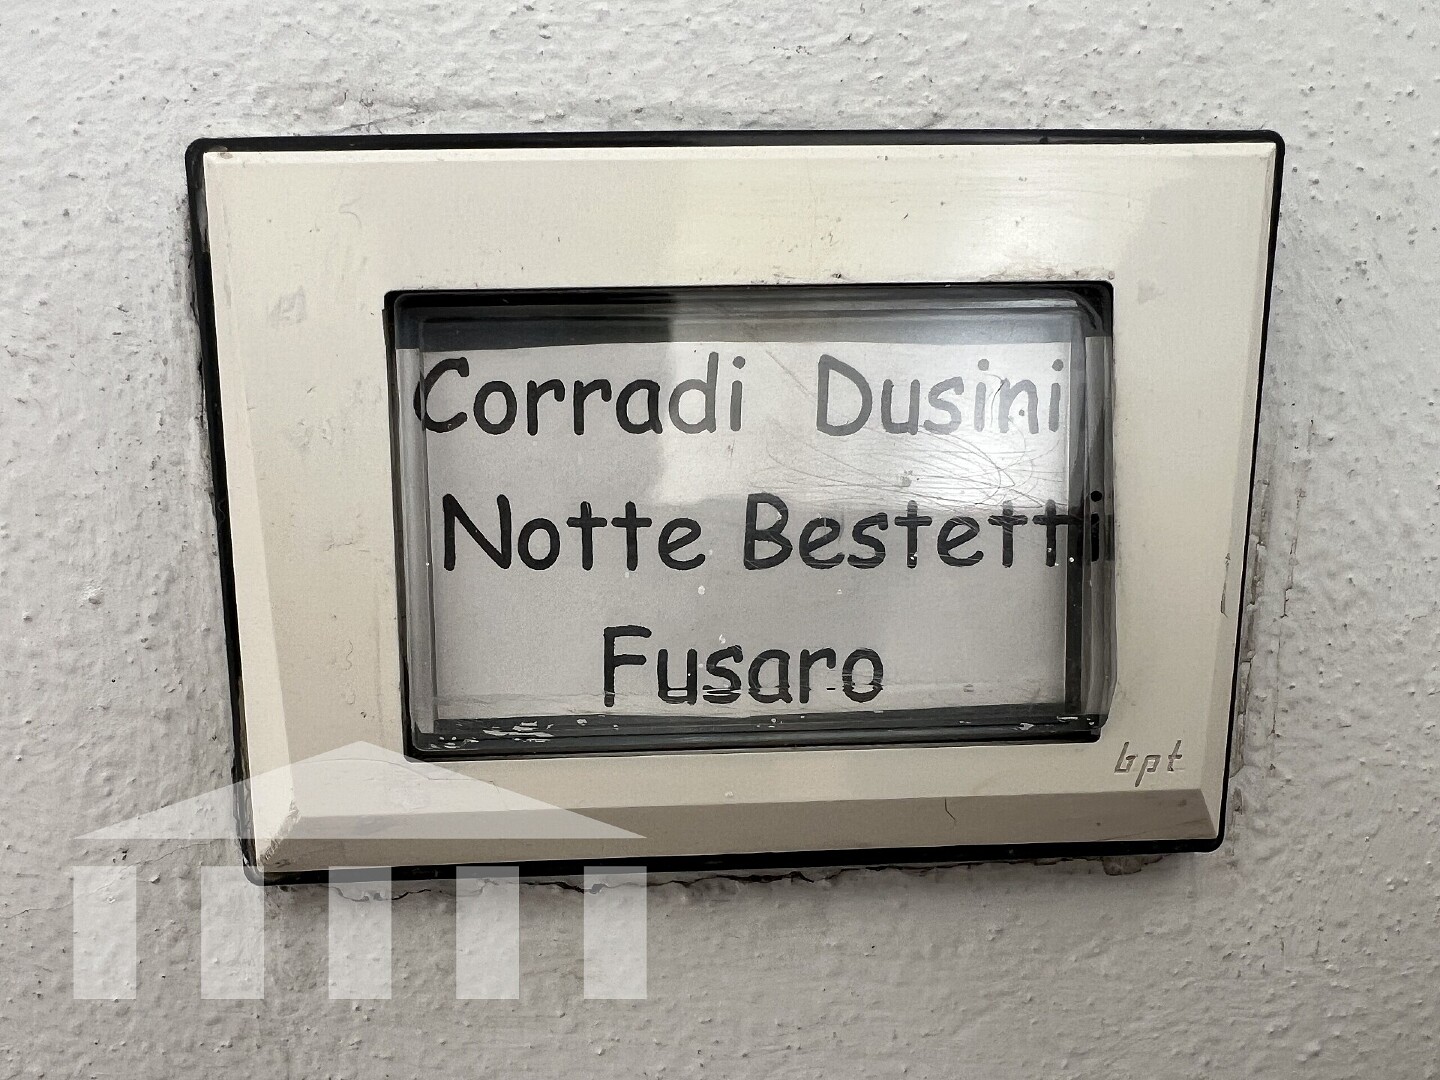 Corradi Dusini
Notte Bestetti
Fusaro
bpt